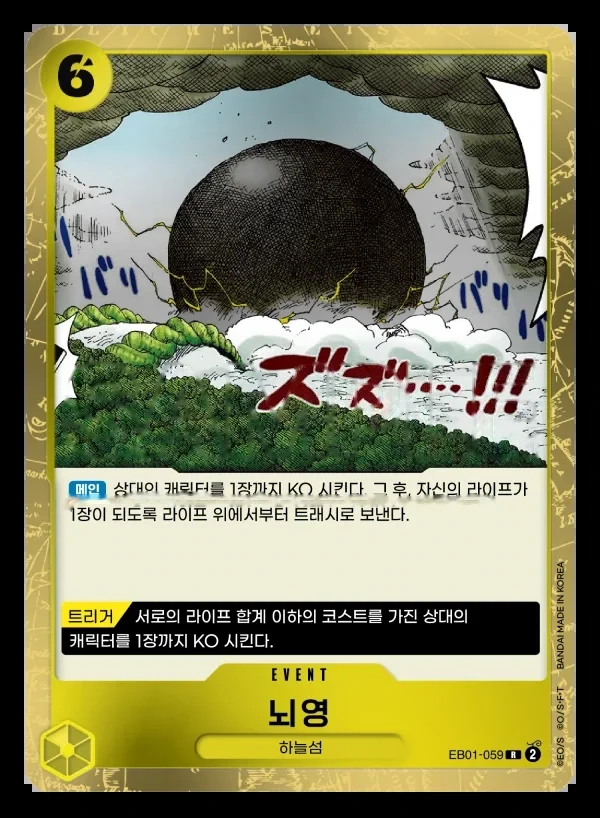 6
バリ
バリ
ズズ....!!!
메인 상대의 캐릭터를 1장까지 KO 시킨다. 그 후, 자신의 라이프가
1장이 되도록 라이프 위에서부터 트래시로 보낸다.
트리거 서로의 라이프 합계 이하의 코스트를 가진 상대의
캐릭터를 1장까지 KO 시킨다.
EVENT
뇌영
하늘섬
EB01-059 R 2
©EO/S ©O/S·F·T BANDAI MADE IN KOREA